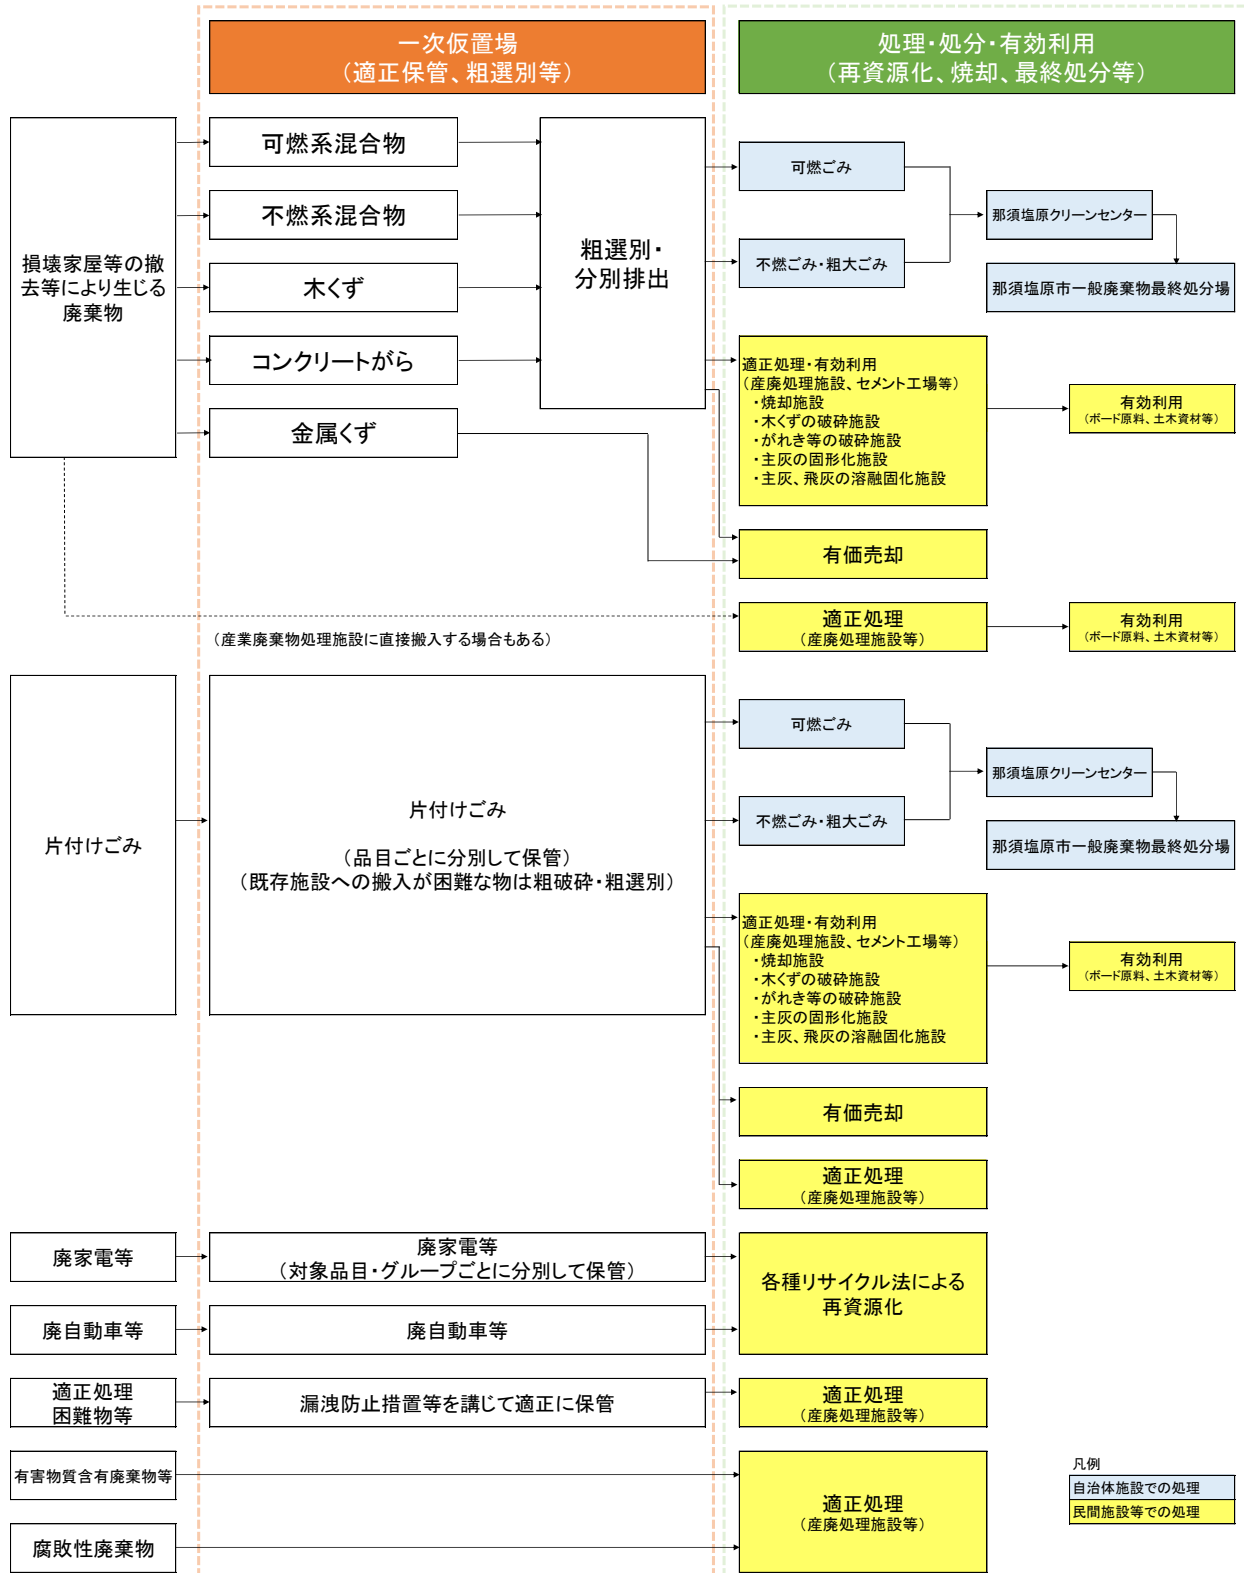 一次仮置場
（適正保管、粗選別等）
処理・処分・有効利用
（再資源化、焼却、最終処分等）
損壊家屋等の撤
去等により生じる
廃棄物
可燃系混合物
不燃系混合物
木くず
コンクリートがら
金属くず
粗選別・
分別排出
可燃ごみ
不燃ごみ・粗大ごみ
那須塩原クリーンセンター
那須塩原市一般廃棄物最終処分場
適正処理・有効利用
（産廃処理施設、セメント工場等）
・焼却施設
・木くずの破砕施設
・がれき等の破砕施設
・主灰の固形化施設
・主灰、飛灰の溶融固化施設
有効利用
（ボード原料、土木資材等）
有価売却
適正処理
（産廃処理施設等）
有効利用
（ボード原料、土木資材等）
（産業廃棄物処理施設に直接搬入する場合もある）
片付けごみ
片付けごみ
（品目ごとに分別して保管）
（既存施設への搬入が困難な物は粗破砕・粗選別）
可燃ごみ
不燃ごみ・粗大ごみ
那須塩原クリーンセンター
那須塩原市一般廃棄物最終処分場
適正処理・有効利用
（産廃処理施設、セメント工場等）
・焼却施設
・木くずの破砕施設
・がれき等の破砕施設
・主灰の固形化施設
・主灰、飛灰の溶融固化施設
有効利用
（ボード原料、土木資材等）
有価売却
適正処理
（産廃処理施設等）
廃家電等
廃家電等
（対象品目・グループごとに分別して保管）
各種リサイクル法による
再資源化
廃自動車等
廃自動車等
適正処理
困難物等
漏洩防止措置等を講じて適正に保管
適正処理
（産廃処理施設等）
有害物質含有廃棄物等
腐敗性廃棄物
適正処理
（産廃処理施設等）
凡例
自治体施設での処理
民間施設等での処理